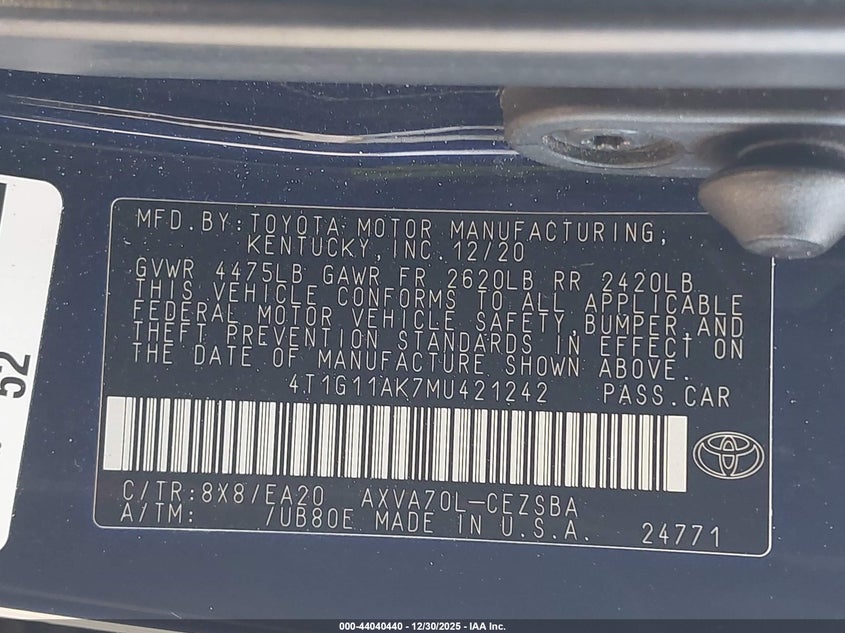 MFD.BY:TOYOTA MOTOR MANUFACTURING,
KENTUCKY,INC.12/20
GVWR 4475LB GAWR FR 2620LB RR 2420LB
THIS VEHICLE CONFORMS TO ALL APPLICABLE
FEDERAL MOTOR VEHICLE SAFETY,BUMPER,AND
THEFT PREVENTION STANDARDS IN EFFECT ON
THE DATE OF MANUFACTURE SHOWN ABOVE.
4T1G11AK7MU421242 PASS.CAR
C/TR:8X8/EA20 AXVA70L-CEZSBA
A/TM: /UB80E MADE IN U.S.A. 24771
52
000-44040440 - 12/30/2025 - IAA Inc.